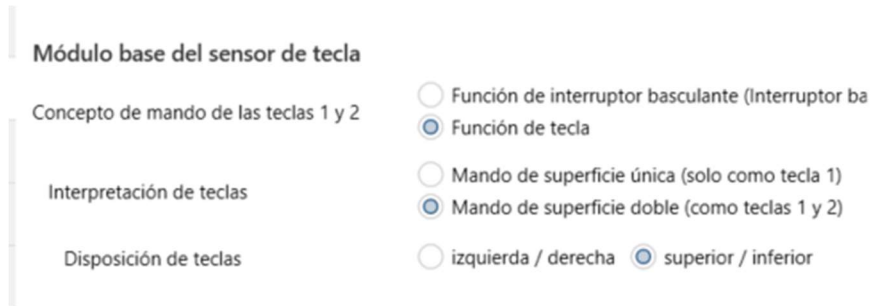 Módulo base del sensor de tecla
Concepto de mando de las teclas 1 y 2
Función de interruptor basculante (Interruptor ba
Función de tecla
Interpretación de teclas
Mando de superficie única (solo como tecla 1)
Mando de superficie doble (como teclas 1 y 2)
Disposición de teclas
izquierda / derecha superior / inferior